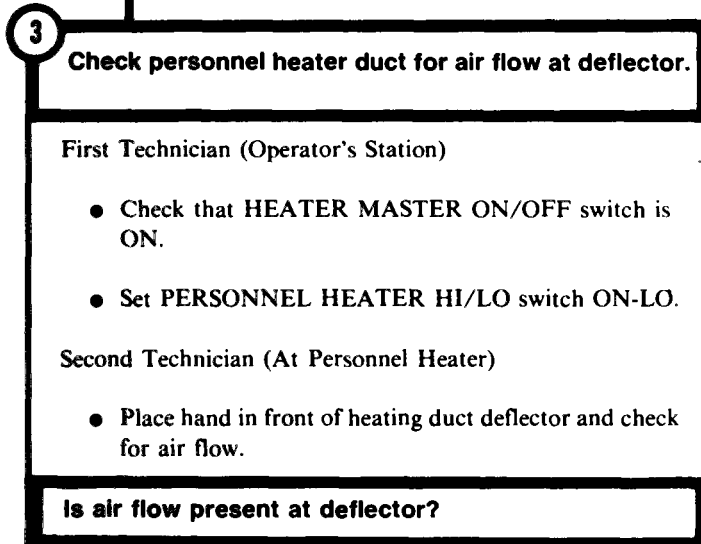 3
Check personnel heater duct for air flow at deflector.
First Technician (Operator's Station)
● Check that HEATER MASTER ON/OFF switch is
ON.
● Set PERSONNEL HEATER HI/LO switch ON-LO.
Second Technician (At Personnel Heater)
● Place hand in front of heating duct deflector and check
for air flow.
Is air flow present at deflector?